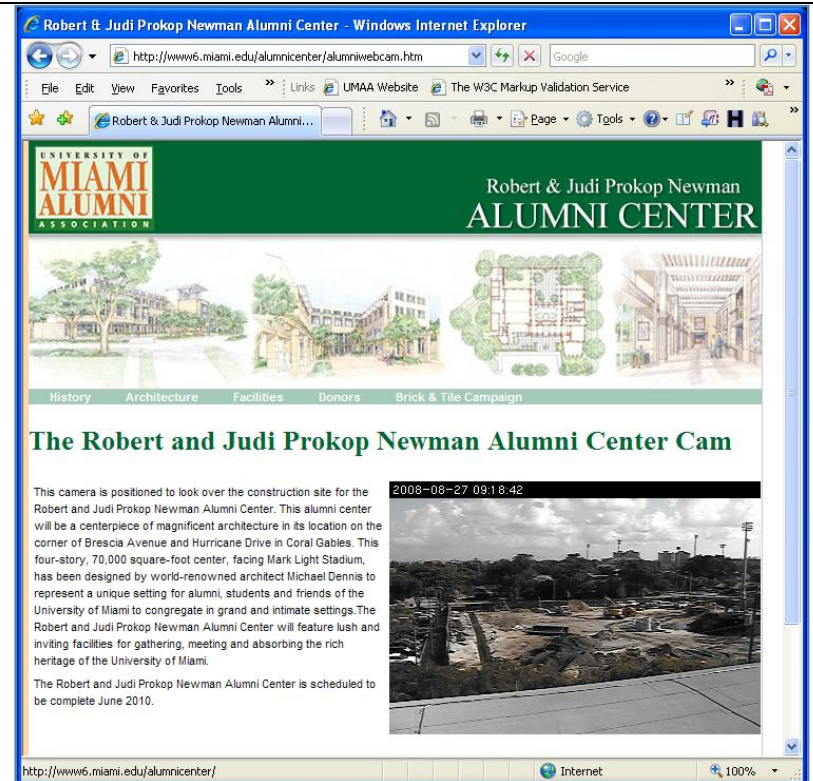 Robert & Judi Prokop Newman Alumni Center - Windows Internet Explorer
http://www6.miami.edu/alumnicenter/alumniwebcam.htm
Google
File Edit View Favorites Tools » Links UMAA Website The W3C Markup Validation Service »
Robert & Judi Prokop Newman Alumni... Page Tools H »
UNIVERSITY OF
MIAMI
ALUMNI
ASSOCIATION
Robert & Judi Prokop Newman
ALUMNI CENTER
History Architecture Facilities Donors Brick & Tile Campaign
The Robert and Judi Prokop Newman Alumni Center Cam
This camera is positioned to look over the construction site for the
Robert and Judi Prokop Newman Alumni Center. This alumni center
will be a centerpiece of magnificent architecture in its location on the
corner of Brescia Avenue and Hurricane Drive in Coral Gables. This
four-story, 70,000 square-foot center, facing Mark Light Stadium,
has been designed by world-renowned architect Michael Dennis to
represent a unique setting for alumni, students and friends of the
University of Miami to congregate in grand and intimate settings.The
Robert and Judi Prokop Newman Alumni Center will feature lush and
inviting facilities for gathering, meeting and absorbing the rich
heritage of the University of Miami.
The Robert and Judi Prokop Newman Alumni Center is scheduled to
be complete June 2010.
2008-08-27 09:18:42
http://www6.miami.edu/alumnicenter/ Internet 100%